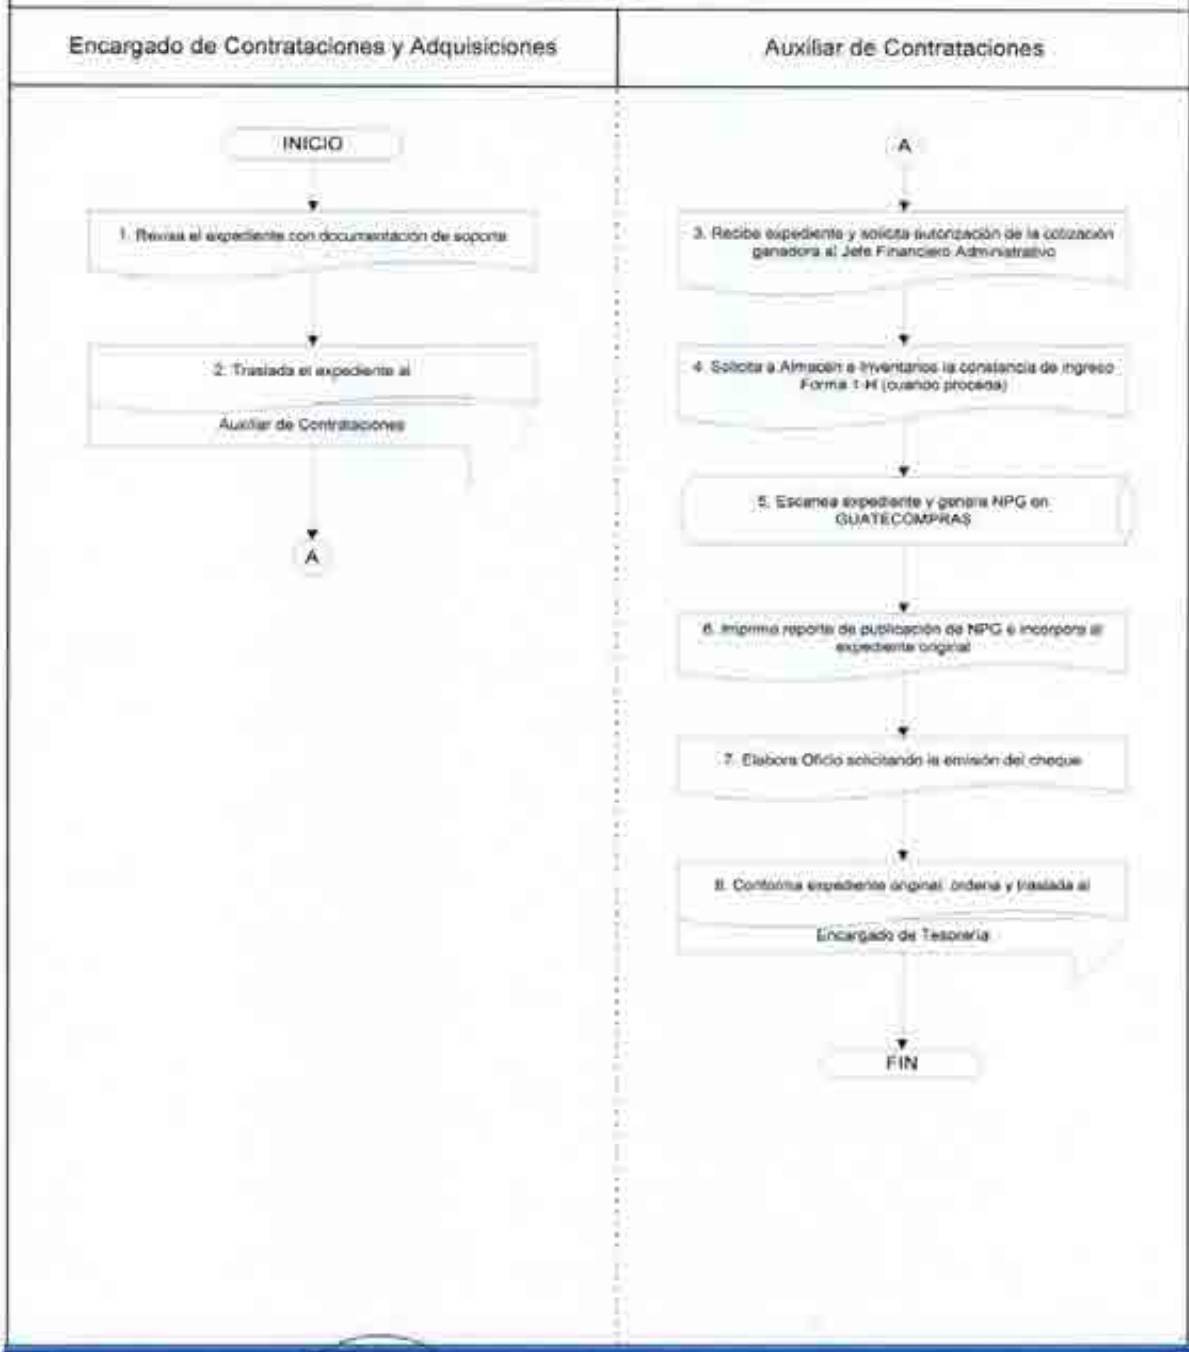 Encargado de Contrataciones y Adquisiciones
INICIO
1. Revisa el expediente con documentación de soporte
2. Traslada el expediente al
Auxiliar de Contrataciones
A
Auxiliar de Contrataciones
A
3. Recibe expediente y solicita autorización de la cotización
ganadora al Jefe Financiero Administrativo
4. Solicita a Almacén e Inventarios la constancia de ingreso
Forma 1-H (cuando proceda)
5. Escanea expediente y genera NPG en
GUATECOMPRAS
6. Imprime reporte de publicación de NPG e incorpora al
expediente original
7. Elabora Oficio solicitando la emisión del cheque
8. Conforma expediente original, ordena y traslada al
Encargado de Tesorería
FIN